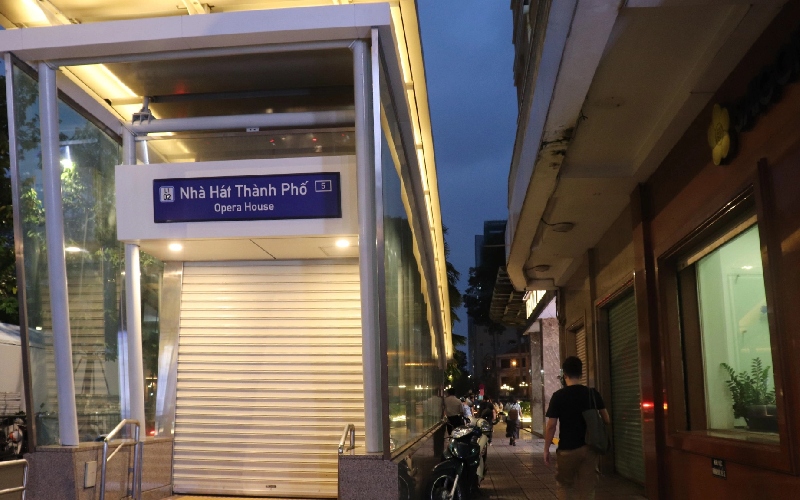 Nhà Hát Thành Phố 5
Opera House